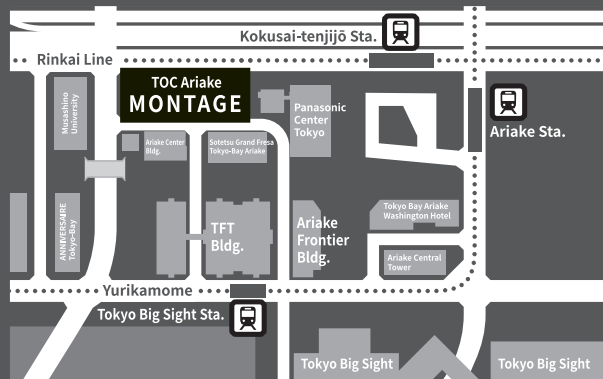 Kokusai-tenjijō Sta.
Rinkai Line
TOC Ariake
MONTAGE
Musashino
University
Panasonic
Center
Tokyo
Ariake Sta.
Ariake Center
Bldg.
Sotetsu Grand Fresa
Tokyo-Bay Ariake
ANNIVERSAIRE
Tokyo-Bay
TFT
Bldg.
Ariake
Frontier
Bldg.
Tokyo Bay Ariake
Washington Hotel
Ariake Central
Tower
Yurikamome
Tokyo Big Sight Sta.
Tokyo Big Sight
Tokyo Big Sight